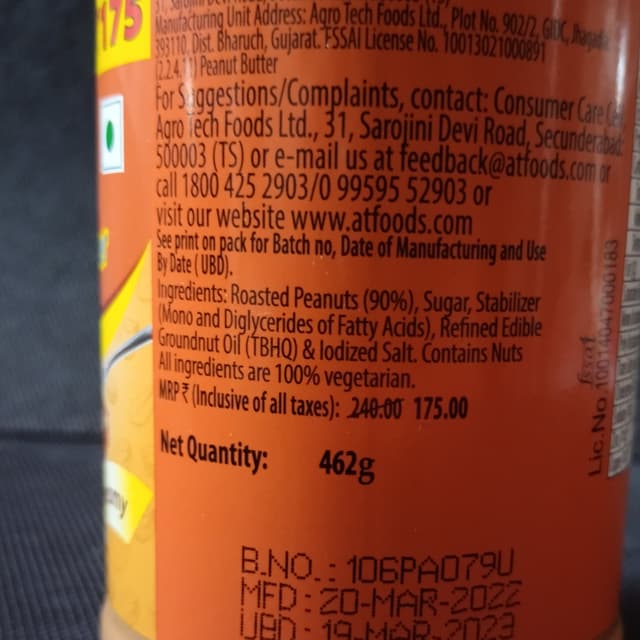 175
Manufacturing Unit Address: Agro Tech Foods Ltd., Plot No. 902/2, GIDC, Jhagadia
393110, Dist. Bharuch, Gujarat. FSSAI License No. 10013021000891
(2.2.4.1) Peanut Butter
For Suggestions/Complaints, contact: Consumer Care Cell
Agro Tech Foods Ltd., 31, Sarojini Devi Road, Secunderabad
500003 (TS) or e-mail us at feedback@atfoods.com or
call 1800 425 2903/0 99595 52903 or
visit our website www.atfoods.com
See print on pack for Batch no, Date of Manufacturing and Use
By Date (UBD).
Ingredients: Roasted Peanuts (90%), Sugar, Stabilizer
(Mono and Diglycerides of Fatty Acids), Refined Edible
Groundnut Oil (TBHQ) & Iodized Salt. Contains Nuts
All ingredients are 100% vegetarian.
MRP ₹ (Inclusive of all taxes): 240.00 175.00
Net Quantity: 462g
B.NO.: 106PA079U
MFD: 20-MAR-2022
UBD: 19-MAR-2023
Lic. No.